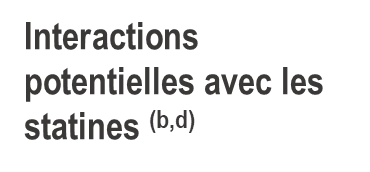 Interactions
potentielles avec les
statines (b,d)